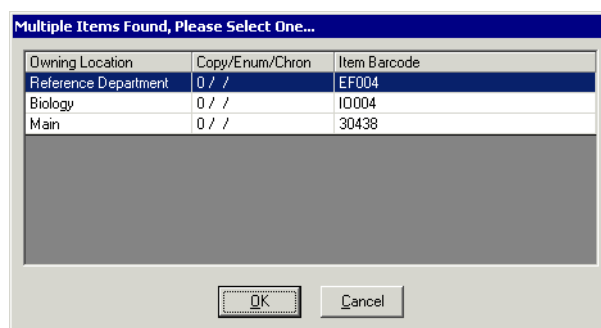 Multiple Items Found, Please Select One...
Owning Location Copy/Enum/Chron Item Barcode
Reference Department 0 / / EF004
Biology 0 / / IO004
Main 0 / / 30438
OK Cancel